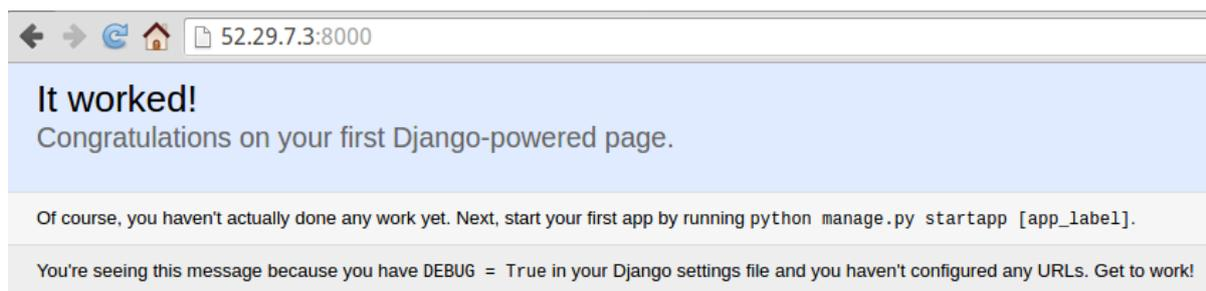 52.29.7.3:8000
It worked!
Congratulations on your first Django-powered page.
Of course, you haven't actually done any work yet. Next, start your first app by running python manage.py startapp [app_label].
You're seeing this message because you have DEBUG = True in your Django settings file and you haven't configured any URLs. Get to work!